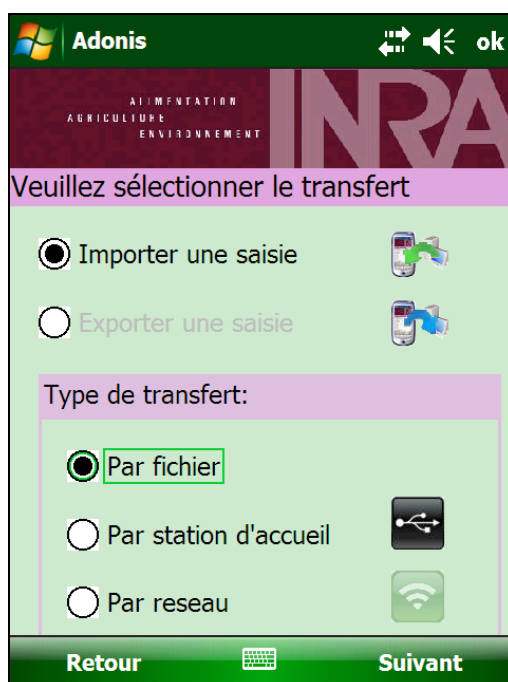 Adonis
ok
ALIMENTATION
AGRICULTURE
ENVIRONNEMENT
INRA
Veuillez sélectionner le transfert
Importer une saisie
Exporter une saisie
Type de transfert:
Par fichier
Par station d'accueil
Par reseau
Retour
Suivant